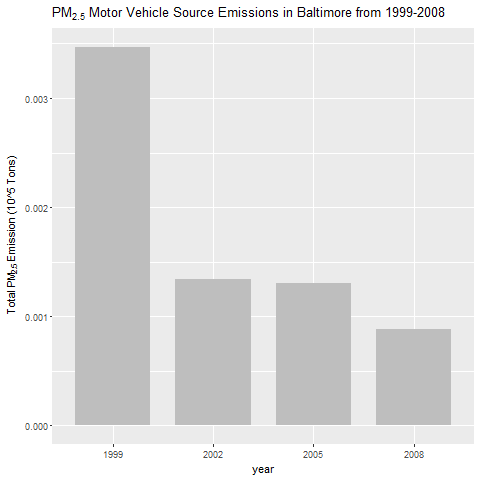 PM2.5 Motor Vehicle Source Emissions in Baltimore from 1999-2008
Total PM2.5 Emission (10^5 Tons)
0.003
0.002
0.001
0.000
1999 2002 2005 2008
year